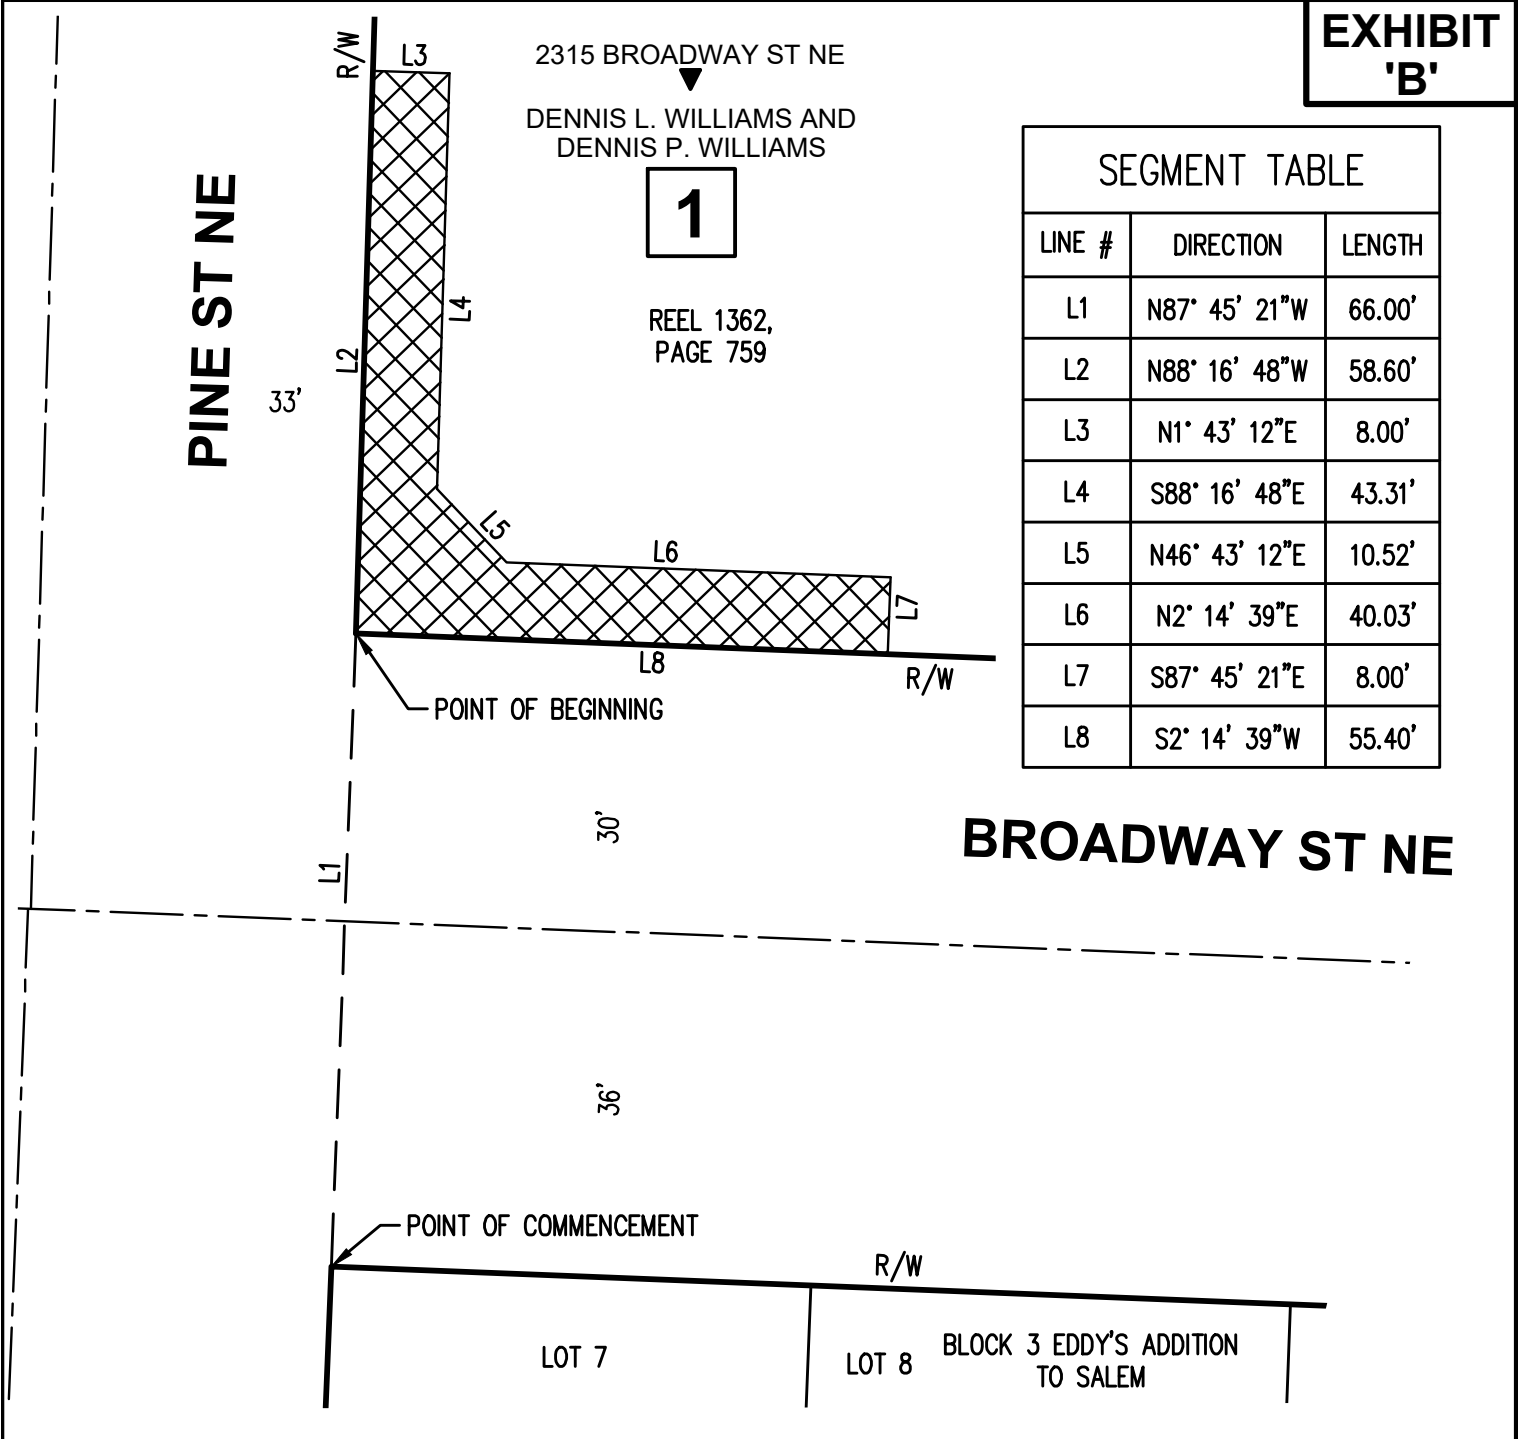 EXHIBIT
'B'
R/W
L3
2315 BROADWAY ST NE
DENNIS L. WILLIAMS AND
DENNIS P. WILLIAMS
1
REEL 1362,
PAGE 759
PINE ST NE
33'
L2
L4
L5
L6
L7
L8
R/W
POINT OF BEGINNING
SEGMENT TABLE
LINE # DIRECTION LENGTH
L1 N87° 45' 21"W 66.00'
L2 N88° 16' 48"W 58.60'
L3 N1° 43' 12"E 8.00'
L4 S88° 16' 48"E 43.31'
L5 N46° 43' 12"E 10.52'
L6 N2° 14' 39"E 40.03'
L7 S87° 45' 21"E 8.00'
L8 S2° 14' 39"W 55.40'
30'
BROADWAY ST NE
L1
36'
POINT OF COMMENCEMENT
R/W
LOT 7
LOT 8
BLOCK 3 EDDY'S ADDITION
TO SALEM